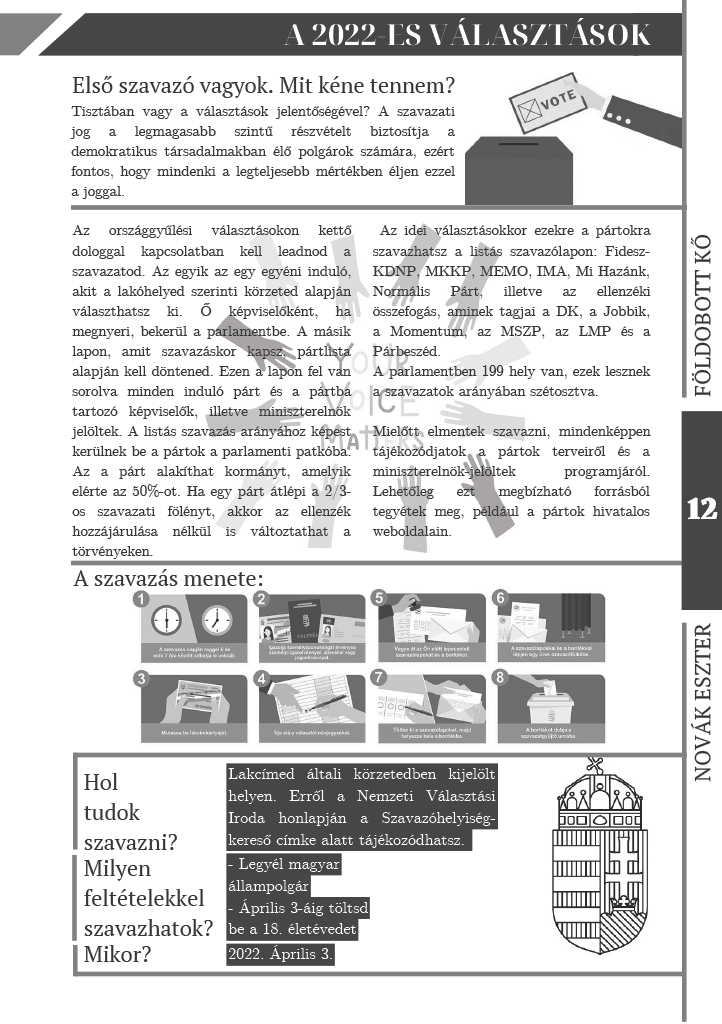 A 2022-ES VÁLASZTÁSOK
Első szavazó vagyok. Mit kéne tennem?
Tisztában vagy a választások jelentőségével? A szavazati
jog a legmagasabb szintű részvételt biztosítja a
demokratikus társadalmakban élő polgárok számára, ezért
fontos, hogy mindenki a legteljesebb mértékben éljen ezzel
a joggal.
VOTE
Az országgyűlési választásokon kettő
dologgal kapcsolatban kell leadnod a
szavazatod. Az egyik az egy egyéni induló,
akit a lakóhelyed szerinti körzeted alapján
választhatsz ki. Ő képviselőként, ha
megnyeri, bekerül a parlamentbe. A másik
lapon, amit szavazáskor kapsz, pártlista
alapján kell döntened. Ezen a lapon fel van
sorolva minden induló párt és a pártba
tartozó képviselők, illetve miniszterelnök
jelöltek. A listás szavazás arányához képest
kerülnek be a pártok a parlamenti patkóba.
Az a párt alakíthat kormányt, amelyik
elérte az 50%-ot. Ha egy párt átlépi a 2/3-
os szavazati fölényt, akkor az ellenzék
hozzájárulása nélkül is változtathat a
törvényeken.
Az idei választásokkor ezekre a pártokra
szavazhatsz a listás szavazólapon: Fidesz-
KDNP, MKKP, MEMO, IMA, Mi Hazánk,
Normális Párt, illetve az ellenzéki
összefogás, aminek tagjai a DK, a Jobbik,
a Momentum, az MSZP, az LMP és a
Párbeszéd.
A parlamentben 199 hely van, ezek lesznek
a szavazatok arányában szétosztva.
Mielőtt elmentek szavazni, mindenképpen
tájékozódjatok a pártok terveiről és a
miniszterelnök-jelöltek programjáról.
Lehetőleg ezt megbízható forrásból
tegyétek meg, például a pártok hivatalos
weboldalain.
YOUR
VOICE
MATTERS
FÖLDOBOTT KŐ
12
NOVÁK ESZTER
A szavazás menete:
1
A szavazás napján reggel 6 és
este 7 óra között adhatja le voksát.
2
Igazolja személyazonosságát érvényes
személyi igazolvánnyal, útlevéllel vagy
jogosítvánnyal.
5
Vegye át az Ön előtt lepecsételt
szavazólapokat és a borítékot.
6
A szavazólapokkal és a borítékkal
lépjen egy üres szavazófülkébe.
3
Mutassa be lakcímkártyáját.
4
Írja alá a választói névjegyzéket.
7
Töltse ki a szavazólapokat, majd
helyezze bele a borítékba.
8
A borítékot dobja a
szavazatgyűjtő urnába.
Hol
tudok
szavazni?
Lakcímed általi körzetedben kijelölt
helyen. Erről a Nemzeti Választási
Iroda honlapján a Szavazóhelyiség-
kereső címke alatt tájékozódhatsz.
Milyen
feltételekkel
szavazhatok?
- Legyél magyar
állampolgár
- Április 3-áig töltsd
be a 18. életévedet
Mikor?
2022. Április 3.